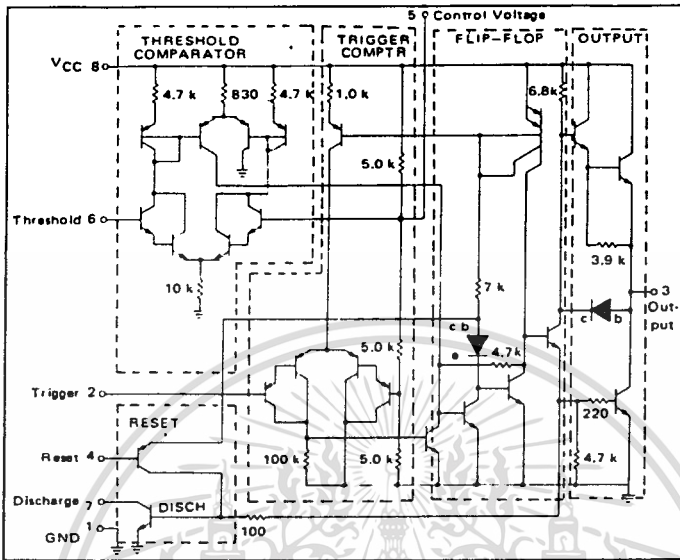 5 Control Voltage
THRESHOLD
COMPARATOR
TRIGGER
COMPTR
FLIP-FLOP
OUTPUT
VCC 8
4.7 k
830
4.7 k
1.0 k
6.8k
5.0 k
Threshold 6
3.9 k
10 k
7 k
3
Out-
put
c b
c
b
e
5.0 k
4.7k
Trigger 2
220
RESET
Reset 4
100 k
5.0 k
4.7 k
Discharge
7
DISCH
1
GND
100